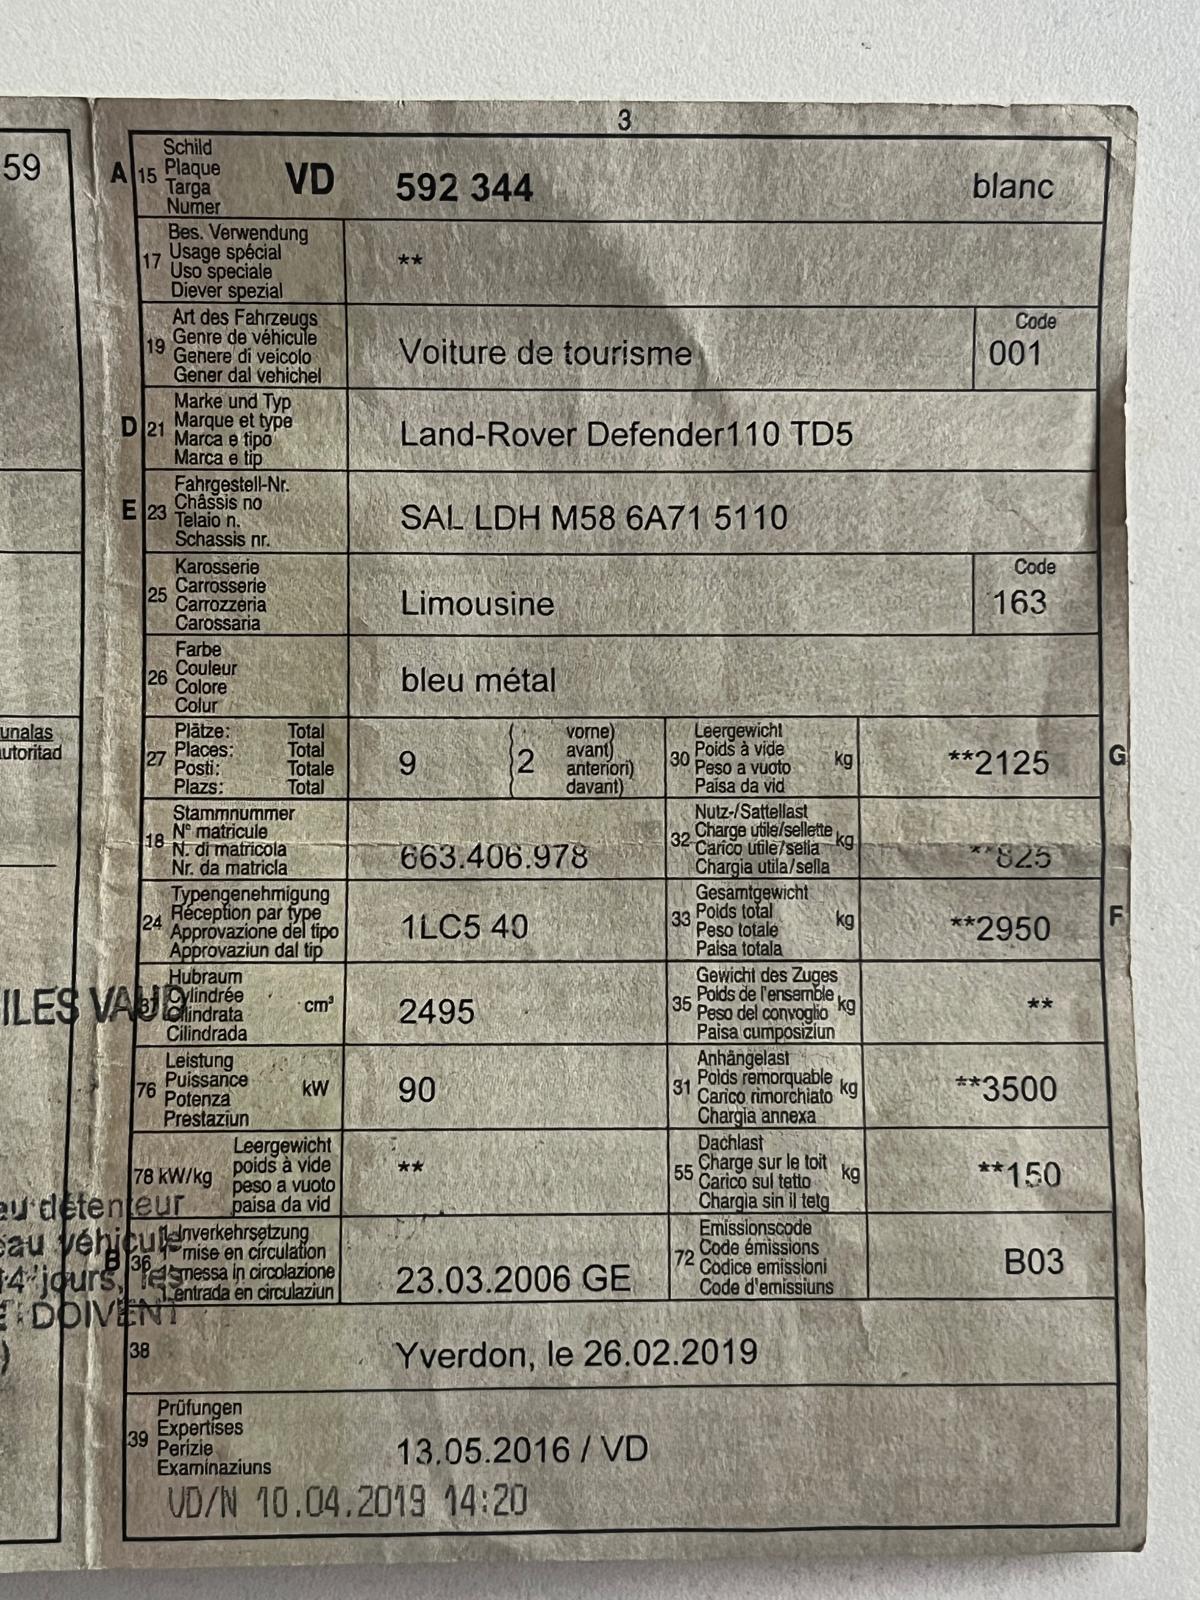 3
59
A 15 Schild
Plaque
Targa
Numer
VD 592 344 blanc
17 Bes. Verwendung
Usage spécial
Uso speciale
Diever spezial
**
19 Art des Fahrzeugs
Genre de véhicule
Genere di veicolo
Gener dal vehichel
Voiture de tourisme
Code
001
D 21 Marke und Typ
Marque et type
Marca e tipo
Marca e tip
Land-Rover Defender110 TD5
E 23 Fahrgestell-Nr.
Châssis no
Telaio n.
Schassis nr.
SAL LDH M58 6A71 5110
25 Karosserie
Carrosserie
Carrozzeria
Carossaria
Limousine
Code
163
26 Farbe
Couleur
Colore
Colur
bleu métal
unalas
autoritad
27 Plätze: Total
Places: Total
Posti: Totale
Plazs: Total
9 ( 2 vorne)
avant)
anteriori)
davant)
30 Leergewicht
Poids à vide
Peso a vuoto
Paisa da vid
kg **2125 G
18 Stammnummer
N° matricule
N. di matricola
Nr. da matricla
663.406.978
32 Nutz-/Sattellast
Charge utile/sellette
Carico utile/sella
Chargia utila/sella
kg **825
24 Typengenehmigung
Réception par type
Approvazione del tipo
Approvaziun dal tip
1LC5 40
33 Gesamtgewicht
Poids total
Peso totale
Paisa totala
kg **2950 F
37 Hubraum
Cylindrée
Cilindrata
Cilindrada
cm³ 2495
ILES VAUD
35 Gewicht des Zuges
Poids de l'ensemble
Peso del convoglio
Paisa cumposiziun
kg **
76 Leistung
Puissance
Potenza
Prestaziun
kW 90
31 Anhängelast
Poids remorquable
Carico rimorchiato
Chargia annexa
kg **3500
78 kW/kg Leergewicht
poids à vide
peso a vuoto
paisa da vid
**
55 Dachlast
Charge sur le toit
Carico sul tetto
Chargia sin il tetg
kg **150
au détenteur
eau véhicule
14 jours, les
DOIVENT
)
B 36 1. Inverkehrsetzung
1re mise en circulation
1. messa in circolazione
1. entrada en circulaziun
23.03.2006 GE
72 Emissionscode
Code émissions
Codice emissioni
Code d'emissiuns
B03
38 Yverdon, le 26.02.2019
39 Prüfungen
Expertises
Perizie
Examinaziuns
13.05.2016 / VD
VD/N 10.04.2019 14:20